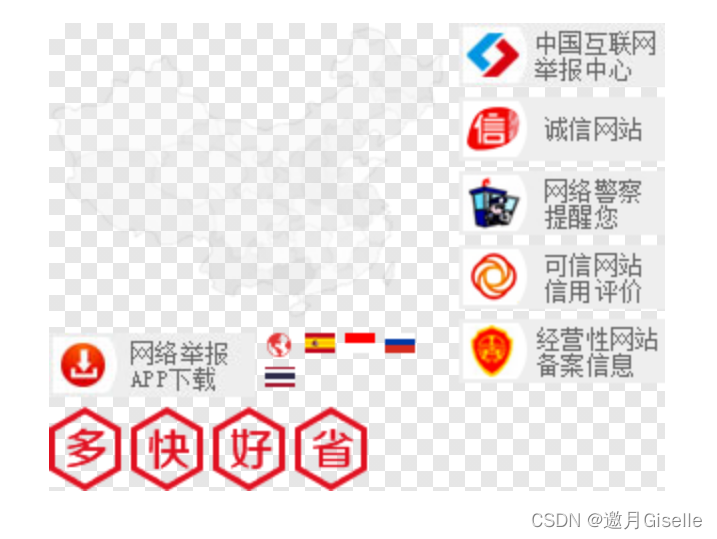 中国互联网
举报中心
信
诚信网站
网络警察
提醒您
可信网站
信用评价
经营性网站
备案信息
网络举报
APP下载
多 快 好 省
CSDN @邀月Giselle